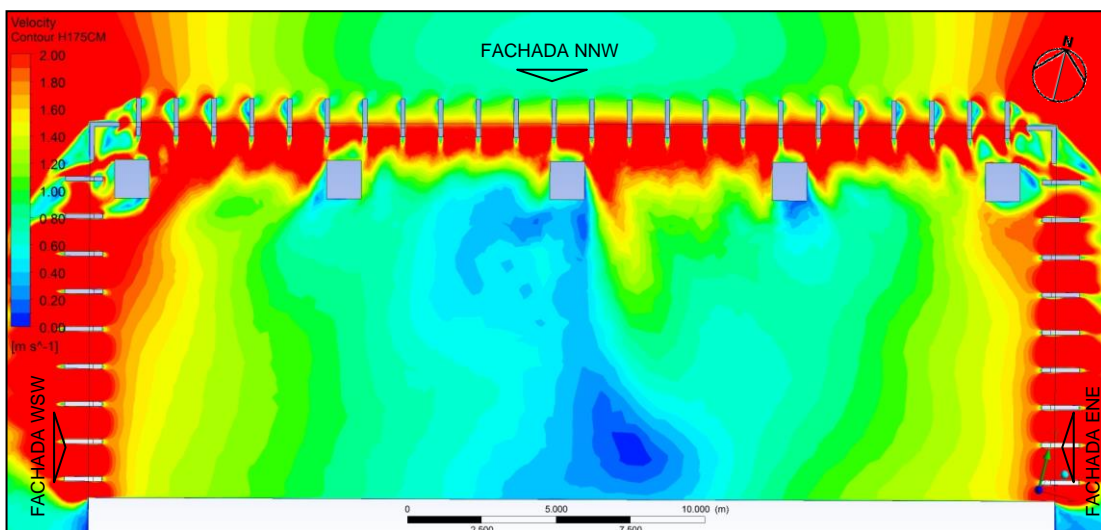 Velocity
Contour H175CM
2.00
1.80
1.60
1.40
1.20
1.00
0.80
0.60
0.40
0.20
0.00
[m s^-1]
FACHADA NNW
N
FACHADA WSW
FACHADA ENE
0 5.000 10.000 (m)
2.500 7.500